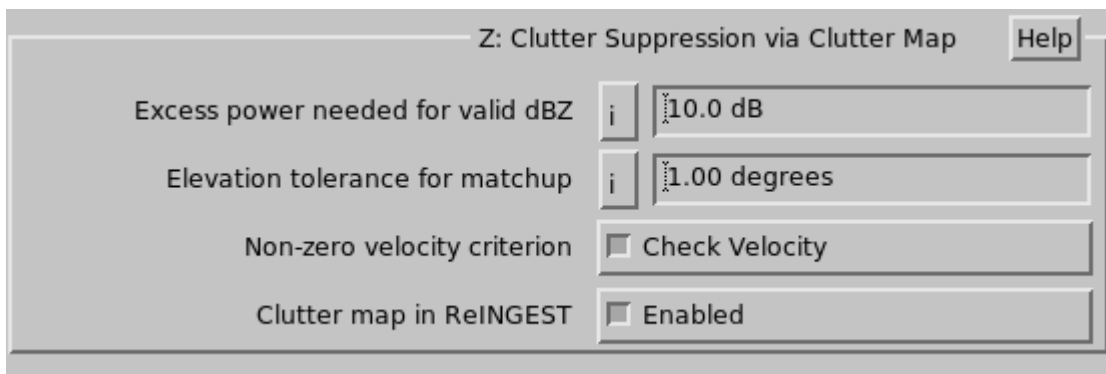 Z: Clutter Suppression via Clutter Map Help
Excess power needed for valid dBZ i 10.0 dB
Elevation tolerance for matchup i 1.00 degrees
Non-zero velocity criterion Check Velocity
Clutter map in ReINGEST Enabled